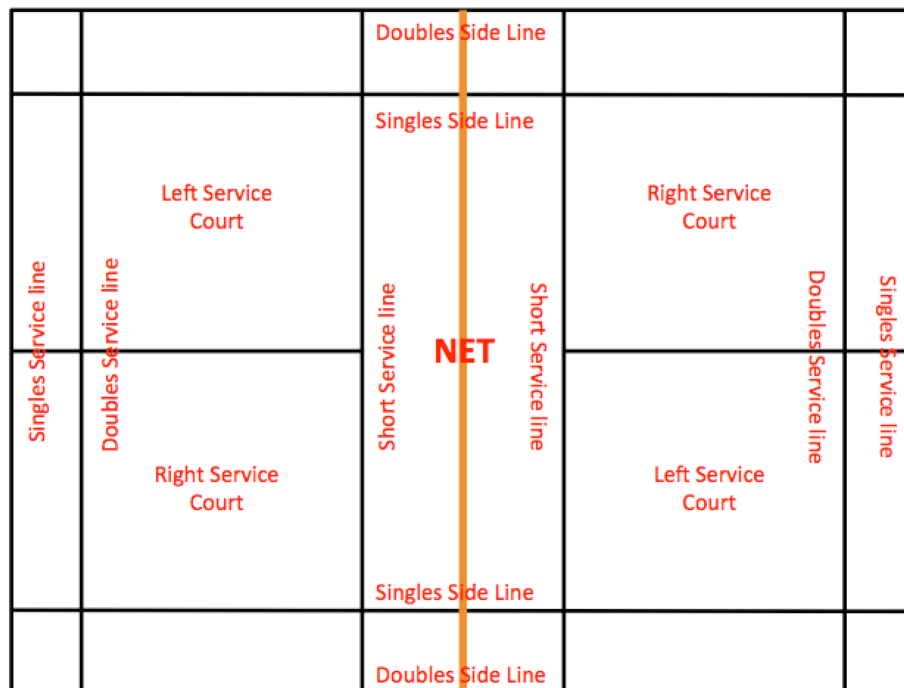 Doubles Side Line
Singles Side Line
Left Service
Court
Right Service
Court
Singles Service line
Doubles Service line
Short Service line
NET
Short Service line
Doubles Service line
Singles Service line
Right Service
Court
Left Service
Court
Singles Side Line
Doubles Side Line